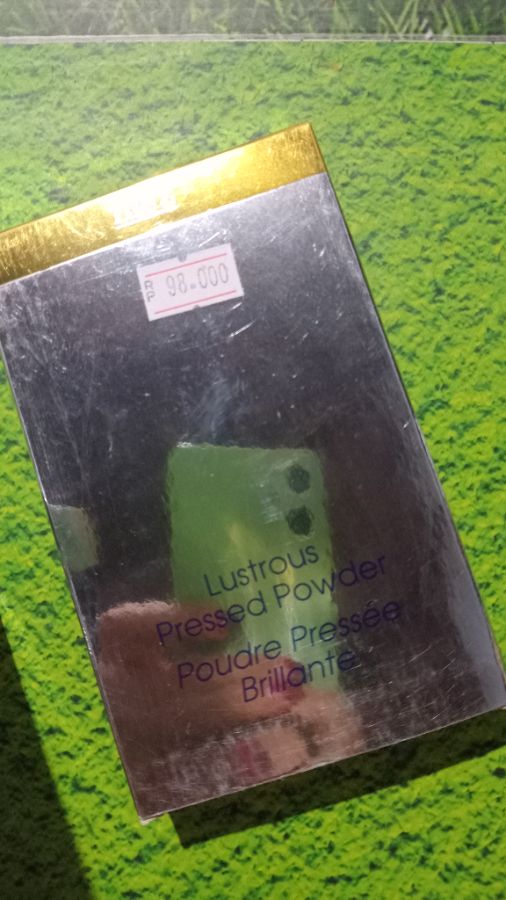 RP 98.000
Lustrous
Pressed Powder
Poudre Pressée
Brillante